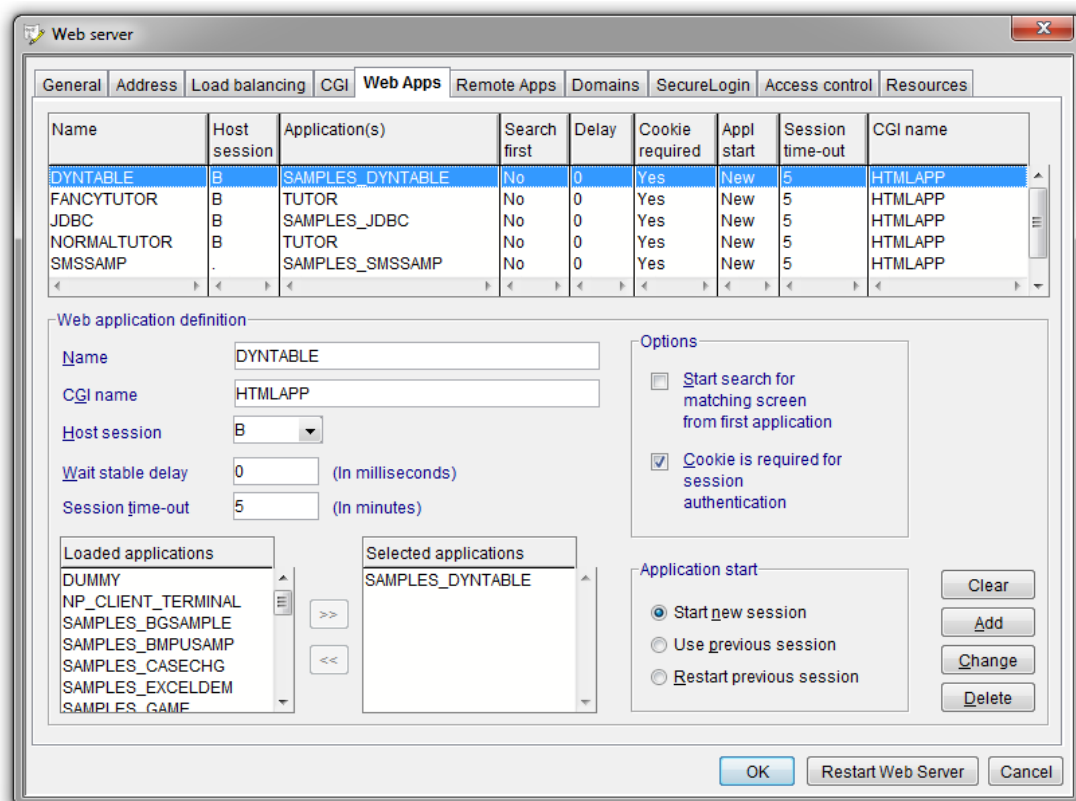 Web server
X
General Address Load balancing CGI Web Apps Remote Apps Domains SecureLogin Access control Resources
Name Host session Application(s) Search first Delay Cookie required Appl start Session time-out CGI name
DYNTABLE B SAMPLES_DYNTABLE No 0 Yes New 5 HTMLAPP
FANCYTUTOR B TUTOR No 0 Yes New 5 HTMLAPP
JDBC B SAMPLES_JDBC No 0 Yes New 5 HTMLAPP
NORMALTUTOR B TUTOR No 0 Yes New 5 HTMLAPP
SMSSAMP . SAMPLES_SMSSAMP No 0 Yes New 5 HTMLAPP
Web application definition
Name DYNTABLE
CGI name HTMLAPP
Host session B
Wait stable delay 0 (In milliseconds)
Session time-out 5 (In minutes)
Options
Start search for
matching screen
from first application
Cookie is required for
session
authentication
Loaded applications
DUMMY
NP_CLIENT_TERMINAL
SAMPLES_BGSAMPLE
SAMPLES_BMPUSAMP
SAMPLES_CASECHG
SAMPLES_EXCELDEM
SAMPLES_GAME
>>
<<
Selected applications
SAMPLES_DYNTABLE
Application start
Start new session
Use previous session
Restart previous session
Clear
Add
Change
Delete
OK Restart Web Server Cancel